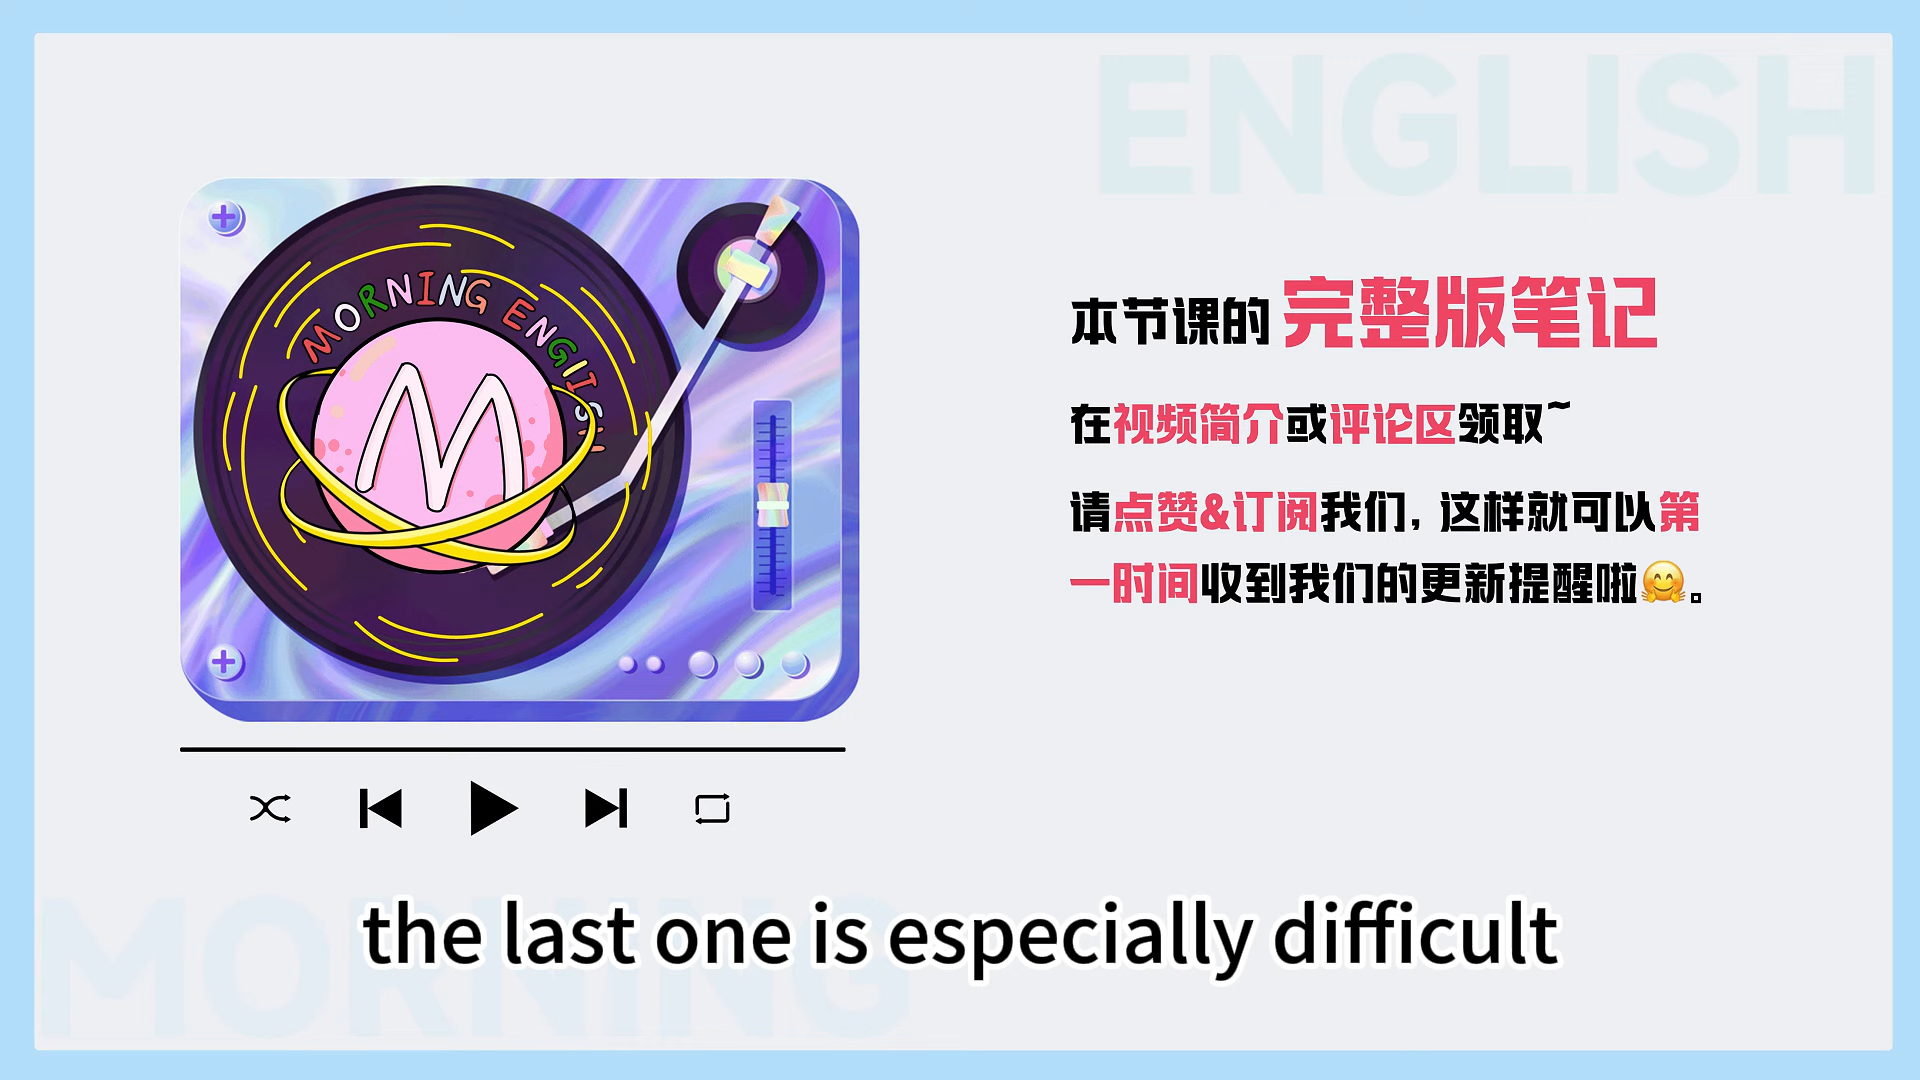 ENGLISH
MORNING ENGLISH
M
本节课的完整版笔记
在视频简介或评论区领取~
请点赞&订阅我们，这样就可以第
一时间收到我们的更新提醒啦🤗。
the last one is especially difficult
MORNING